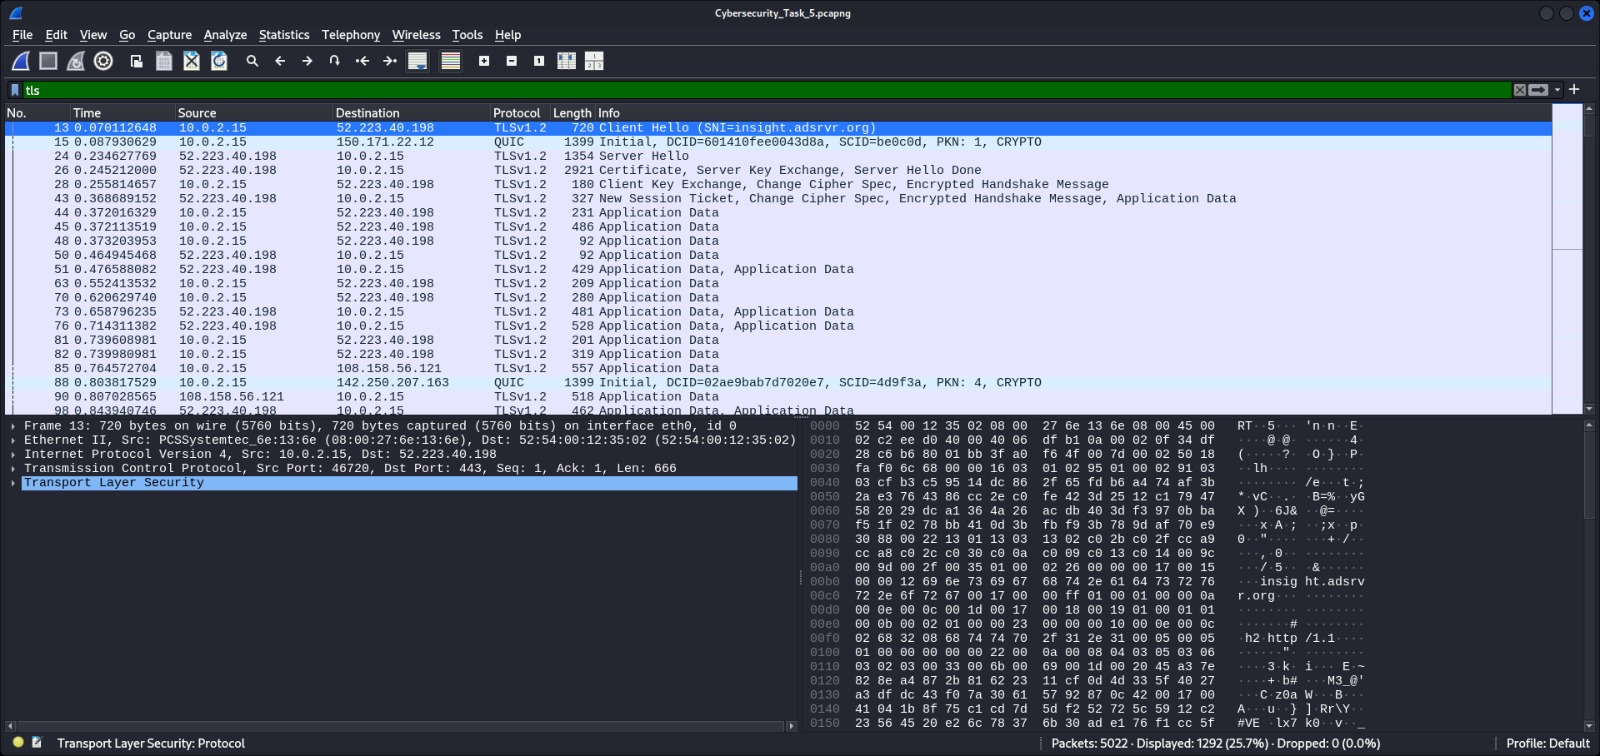 Cybersecurity_Task_5.pcapng
File Edit View Go Capture Analyze Statistics Telephony Wireless Tools Help
tls
No. Time Source Destination Protocol Length Info
13 0.070112648 10.0.2.15 52.223.40.198 TLSv1.2 720 Client Hello (SNI=insight.adsrvr.org)
15 0.087930629 10.0.2.15 150.171.22.12 QUIC 1399 Initial, DCID=601410fee0043d8a, SCID=be0c0d, PKN: 1, CRYPTO
24 0.234627769 52.223.40.198 10.0.2.15 TLSv1.2 1354 Server Hello
26 0.245212000 52.223.40.198 10.0.2.15 TLSv1.2 2921 Certificate, Server Key Exchange, Server Hello Done
28 0.255814657 10.0.2.15 52.223.40.198 TLSv1.2 180 Client Key Exchange, Change Cipher Spec, Encrypted Handshake Message
43 0.368689152 52.223.40.198 10.0.2.15 TLSv1.2 327 New Session Ticket, Change Cipher Spec, Encrypted Handshake Message, Application Data
44 0.372016329 10.0.2.15 52.223.40.198 TLSv1.2 231 Application Data
45 0.372113519 10.0.2.15 52.223.40.198 TLSv1.2 486 Application Data
48 0.373203953 10.0.2.15 52.223.40.198 TLSv1.2 92 Application Data
50 0.464945468 52.223.40.198 10.0.2.15 TLSv1.2 92 Application Data
51 0.476588082 52.223.40.198 10.0.2.15 TLSv1.2 429 Application Data, Application Data
63 0.552413532 10.0.2.15 52.223.40.198 TLSv1.2 209 Application Data
70 0.620629740 10.0.2.15 52.223.40.198 TLSv1.2 280 Application Data
73 0.658796235 52.223.40.198 10.0.2.15 TLSv1.2 481 Application Data, Application Data
76 0.714311382 52.223.40.198 10.0.2.15 TLSv1.2 528 Application Data, Application Data
81 0.739608981 10.0.2.15 52.223.40.198 TLSv1.2 201 Application Data
82 0.739980981 10.0.2.15 52.223.40.198 TLSv1.2 319 Application Data
85 0.764572704 10.0.2.15 108.158.56.121 TLSv1.2 557 Application Data
88 0.803817529 10.0.2.15 142.250.207.163 QUIC 1399 Initial, DCID=02ae9bab7d7020e7, SCID=4d9f3a, PKN: 4, CRYPTO
90 0.807028565 108.158.56.121 10.0.2.15 TLSv1.2 518 Application Data
98 0.843940746 52.223.40.198 10.0.2.15 TLSv1.2 462 Application Data, Application Data
Frame 13: 720 bytes on wire (5760 bits), 720 bytes captured (5760 bits) on interface eth0, id 0
Ethernet II, Src: PCSSystemtec_6e:13:6e (08:00:27:6e:13:6e), Dst: 52:54:00:12:35:02 (52:54:00:12:35:02)
Internet Protocol Version 4, Src: 10.0.2.15, Dst: 52.223.40.198
Transmission Control Protocol, Src Port: 46720, Dst Port: 443, Seq: 1, Ack: 1, Len: 666
Transport Layer Security
0000 52 54 00 12 35 02 08 00 27 6e 13 6e 08 00 45 00 RT··5···'n·n··E·
0010 02 c2 ee d0 40 00 40 06 df b1 0a 00 02 0f 34 df ····@·@·······4·
0020 28 c6 b6 80 01 bb 3f a0 f6 4f 00 7d 00 02 50 18 (·····?··O·}··P·
0030 fa f0 6c 68 00 00 16 03 01 02 95 01 00 02 91 03 ··lh············
0040 03 cf b3 c5 95 14 dc 86 2f 65 fd b6 a4 74 af 3b ········/e···t·;
0050 2a e3 76 43 86 cc 2e c0 fe 42 3d 25 12 c1 79 47 *·vC··.··B=%··yG
0060 58 20 29 dc a1 36 4a 26 ac db 40 3d f3 97 0b ba X )··6J&··@=····
0070 f5 1f 02 78 bb 41 0d 3b fb f9 3b 78 9d af 70 e9 ···x·A·;··;x··p·
0080 30 88 00 22 13 01 13 03 13 02 c0 2b c0 2f cc a9 0··"·······+·/··
0090 cc a8 c0 2c c0 30 c0 0a c0 09 c0 13 c0 14 00 9c ···,·0··········
00a0 00 9d 00 2f 00 35 01 00 02 26 00 00 00 17 00 15 ···/·5···&······
00b0 00 00 12 69 6e 73 69 67 68 74 2e 61 64 73 72 76 ···insight.adsrv
00c0 72 2e 6f 72 67 00 17 00 00 ff 01 00 01 00 00 0a r.org···········
00d0 00 0e 00 0c 00 1d 00 17 00 18 00 19 01 00 01 01 ················
00e0 00 0b 00 02 01 00 00 23 00 00 00 10 00 0e 00 0c ·······#········
00f0 02 68 32 08 68 74 74 70 2f 31 2e 31 00 05 00 05 ·h2·http/1.1····
0100 01 00 00 00 00 00 22 00 0a 00 08 04 03 05 03 06 ······"·········
0110 03 02 03 00 33 00 6b 00 69 00 1d 00 20 45 a3 7e ····3·k·i··· E·~
0120 82 8e a4 87 2b 81 62 23 11 cf 0d 4d 33 5f 40 27 ····+·b#···M3_@'
0130 a3 df dc 43 f0 7a 30 61 57 92 87 0c 42 00 17 00 ···C·z0aW···B···
0140 41 04 1b 8f 75 c1 cd 7d 5d f2 52 72 5c 59 12 c2 A···u··}]·Rr\Y··
0150 23 56 45 20 e2 6c 78 37 6b 30 ad e1 76 f1 cc 5f #VE ·lx7k0··v··_
Transport Layer Security: Protocol
Packets: 5022 · Displayed: 1292 (25.7%) · Dropped: 0 (0.0%)
Profile: Default